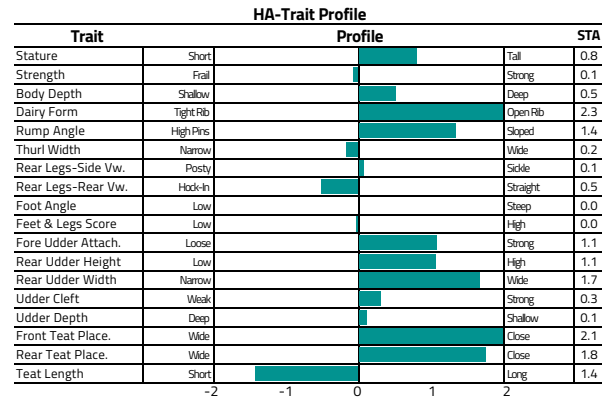 HA-Trait Profile
Trait Profile STA
Stature Short Tall 0.8
Strength Frail Strong 0.1
Body Depth Shallow Deep 0.5
Dairy Form Tight Rib Open Rib 2.3
Rump Angle High Pins Sloped 1.4
Thurl Width Narrow Wide 0.2
Rear Legs-Side Vw. Posty Sickle 0.1
Rear Legs-Rear Vw. Hock-In Straight 0.5
Foot Angle Low Steep 0.0
Feet & Legs Score Low High 0.0
Fore Udder Attach. Loose Strong 1.1
Rear Udder Height Low High 1.1
Rear Udder Width Narrow Wide 1.7
Udder Cleft Weak Strong 0.3
Udder Depth Deep Shallow 0.1
Front Teat Place. Wide Close 2.1
Rear Teat Place. Wide Close 1.8
Teat Length Short Long 1.4
-2 -1 0 1 2